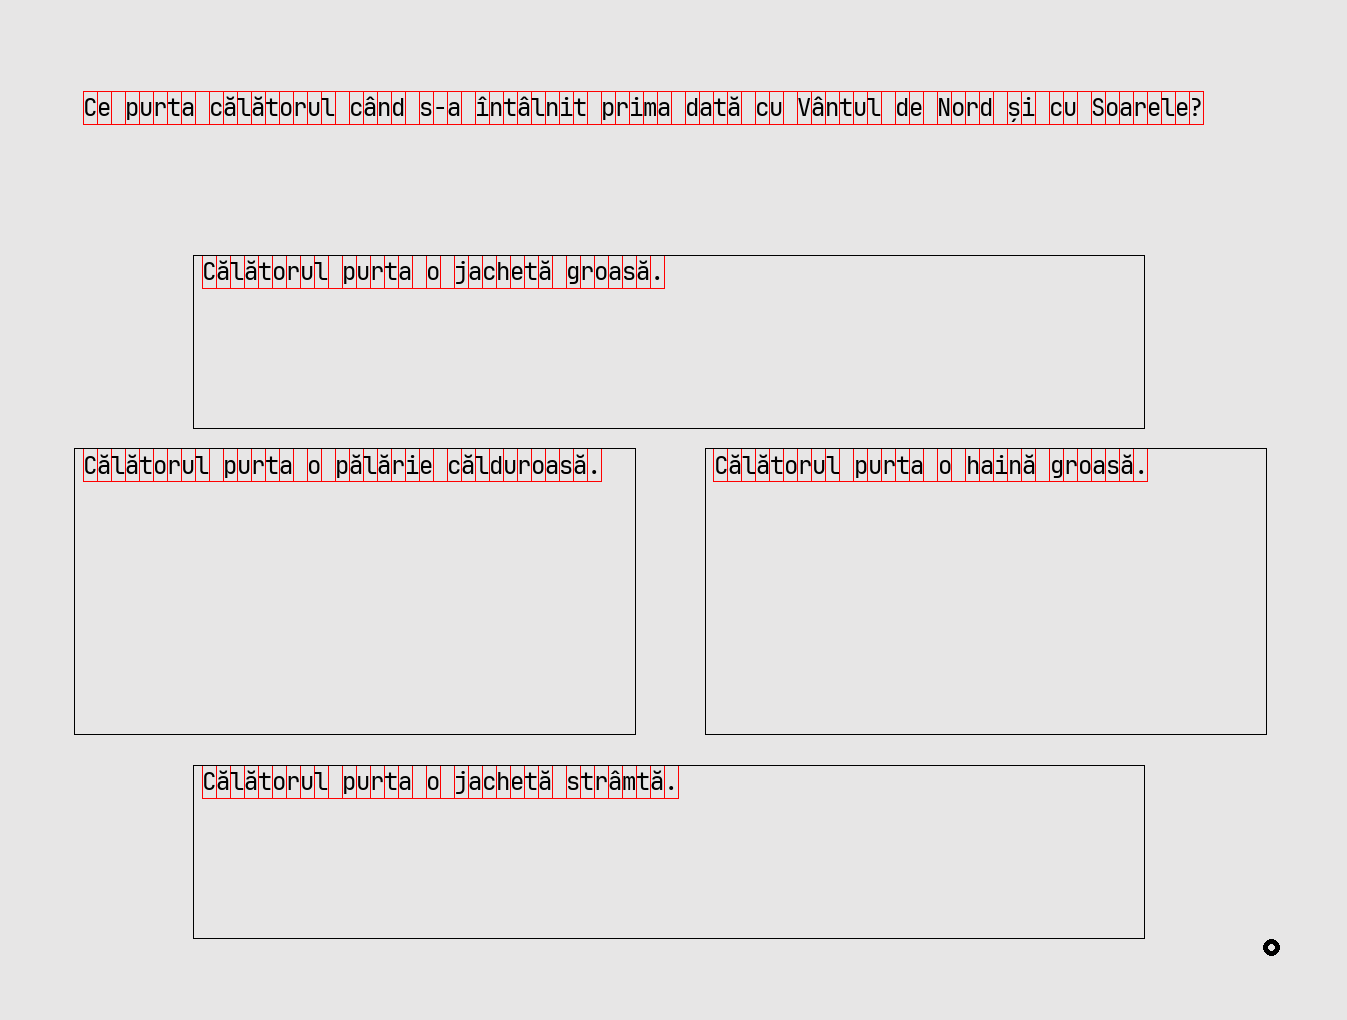 Ce purta călătorul când s-a întâlnit prima dată cu Vântul de Nord și cu Soarele?
Călătorul purta o jachetă groasă.
Călătorul purta o pălărie călduroasă.
Călătorul purta o haină groasă.
Călătorul purta o jachetă strâmtă.